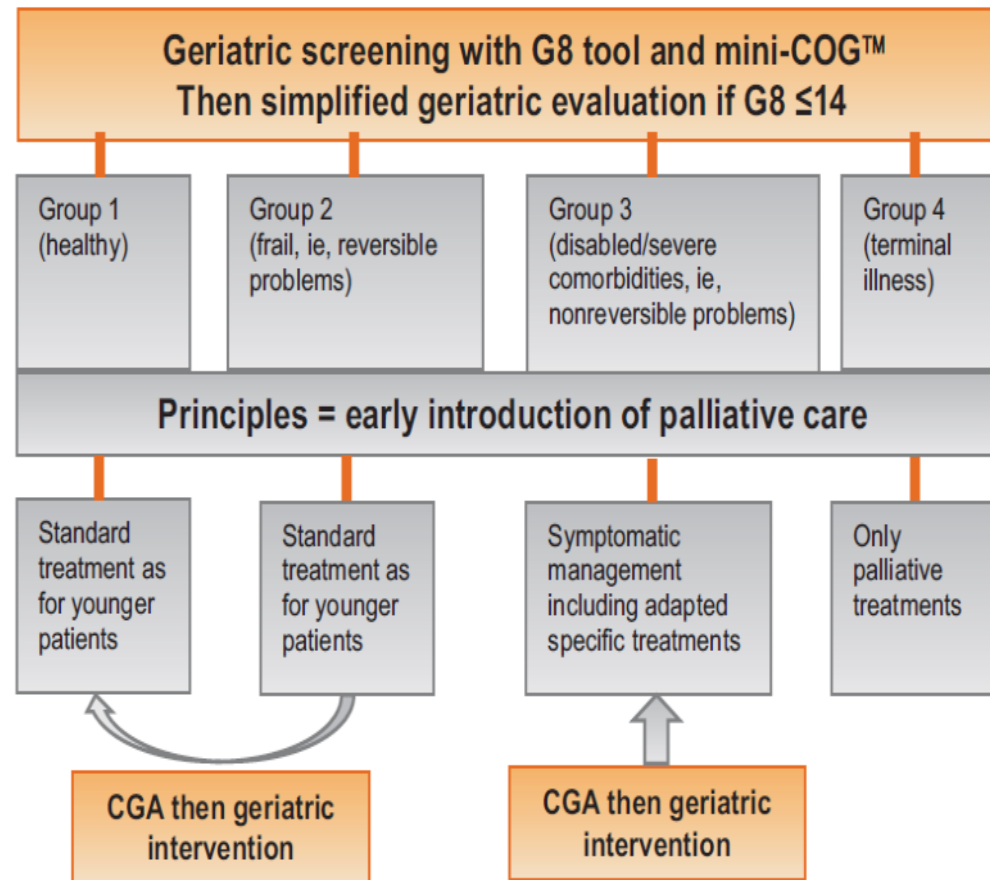 Geriatric screening with G8 tool and mini-COG™
Then simplified geriatric evaluation if G8 ≤14
Group 1
(healthy)
Group 2
(frail, ie, reversible
problems)
Group 3
(disabled/severe
comorbidities, ie,
nonreversible problems)
Group 4
(terminal
illness)
Principles = early introduction of palliative care
Standard
treatment as
for younger
patients
Standard
treatment as
for younger
patients
Symptomatic
management
including adapted
specific treatments
Only
palliative
treatments
CGA then geriatric
intervention
CGA then geriatric
intervention